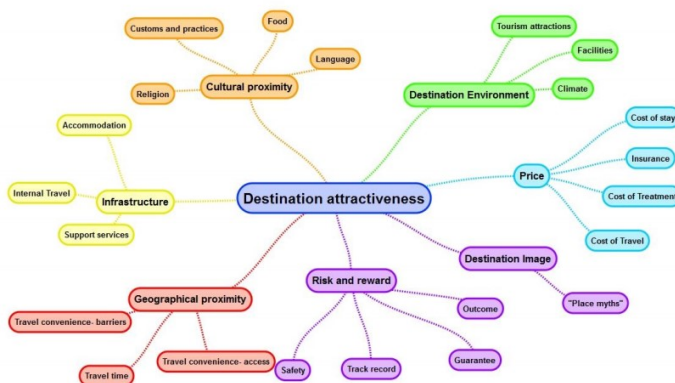 Customs and practices
Food
Language
Religion
Cultural proximity
Tourism attractions
Facilities
Climate
Destination Environment
Accommodation
Internal Travel
Support services
Infrastructure
Destination attractiveness
Price
Cost of stay
Insurance
Cost of Treatment
Cost of Travel
Destination Image
"Place myths"
Risk and reward
Outcome
Guarantee
Track record
Safety
Geographical proximity
Travel convenience- barriers
Travel time
Travel convenience- access